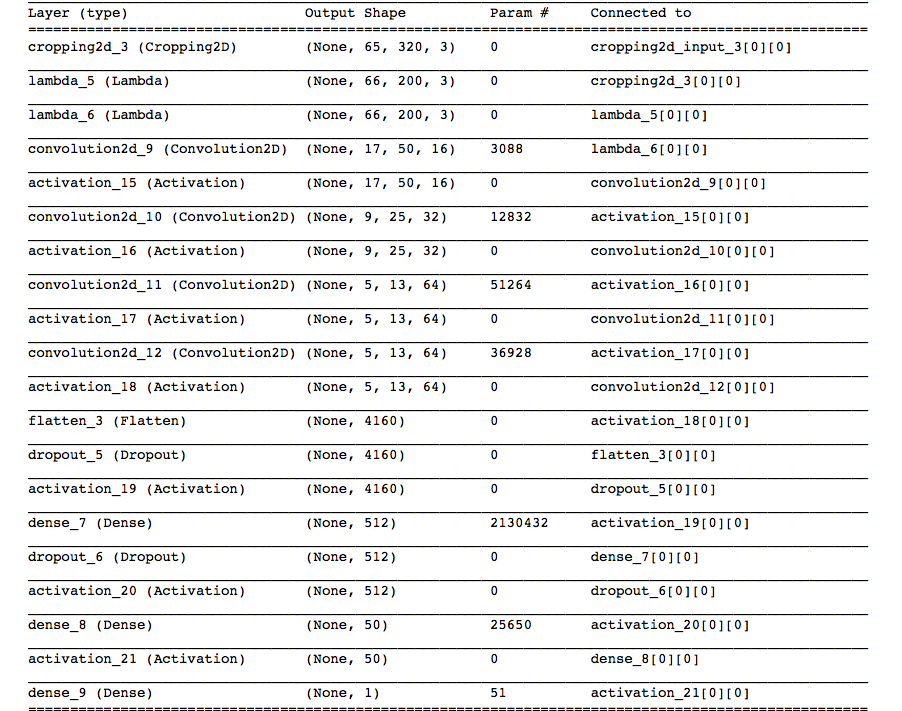 Layer (type) Output Shape Param # Connected to
cropping2d_3 (Cropping2D) (None, 65, 320, 3) 0 cropping2d_input_3[0][0]
lambda_5 (Lambda) (None, 66, 200, 3) 0 cropping2d_3[0][0]
lambda_6 (Lambda) (None, 66, 200, 3) 0 lambda_5[0][0]
convolution2d_9 (Convolution2D) (None, 17, 50, 16) 3088 lambda_6[0][0]
activation_15 (Activation) (None, 17, 50, 16) 0 convolution2d_9[0][0]
convolution2d_10 (Convolution2D) (None, 9, 25, 32) 12832 activation_15[0][0]
activation_16 (Activation) (None, 9, 25, 32) 0 convolution2d_10[0][0]
convolution2d_11 (Convolution2D) (None, 5, 13, 64) 51264 activation_16[0][0]
activation_17 (Activation) (None, 5, 13, 64) 0 convolution2d_11[0][0]
convolution2d_12 (Convolution2D) (None, 5, 13, 64) 36928 activation_17[0][0]
activation_18 (Activation) (None, 5, 13, 64) 0 convolution2d_12[0][0]
flatten_3 (Flatten) (None, 4160) 0 activation_18[0][0]
dropout_5 (Dropout) (None, 4160) 0 flatten_3[0][0]
activation_19 (Activation) (None, 4160) 0 dropout_5[0][0]
dense_7 (Dense) (None, 512) 2130432 activation_19[0][0]
dropout_6 (Dropout) (None, 512) 0 dense_7[0][0]
activation_20 (Activation) (None, 512) 0 dropout_6[0][0]
dense_8 (Dense) (None, 50) 25650 activation_20[0][0]
activation_21 (Activation) (None, 50) 0 dense_8[0][0]
dense_9 (Dense) (None, 1) 51 activation_21[0][0]